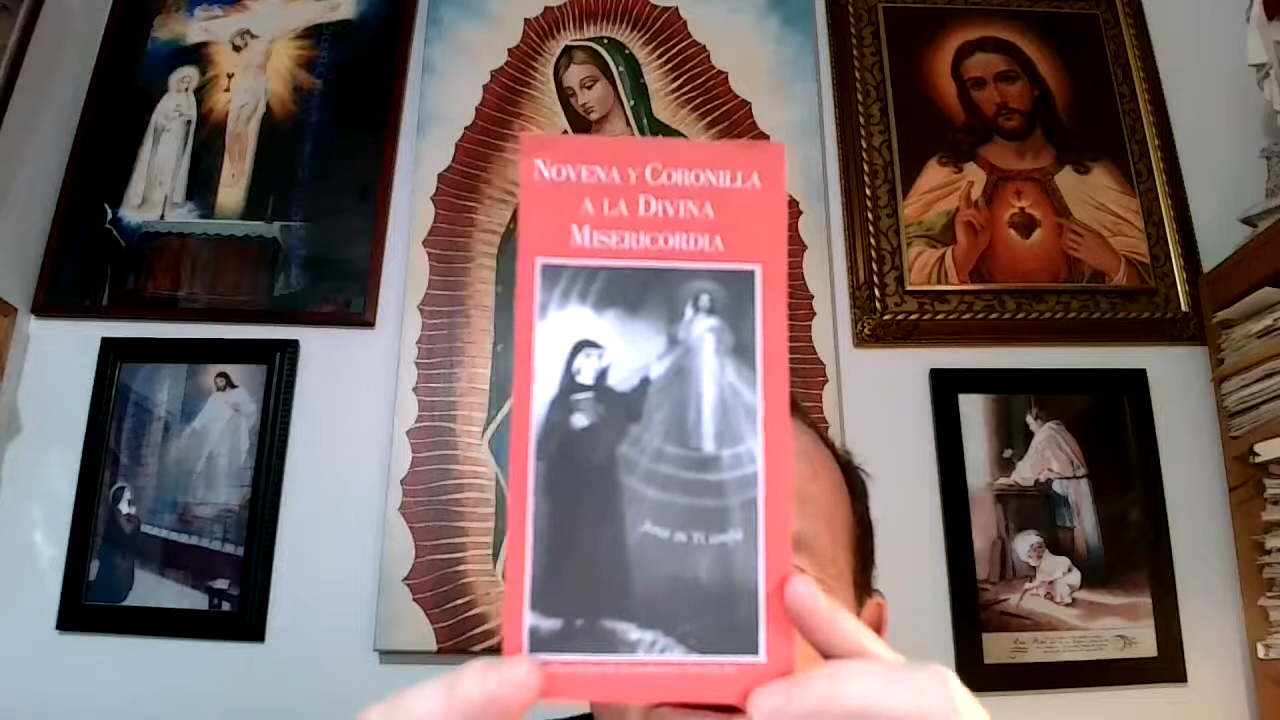 NOVENA Y CORONILLA
A LA DIVINA
MISERICORDIA
Jesús en Ti confío